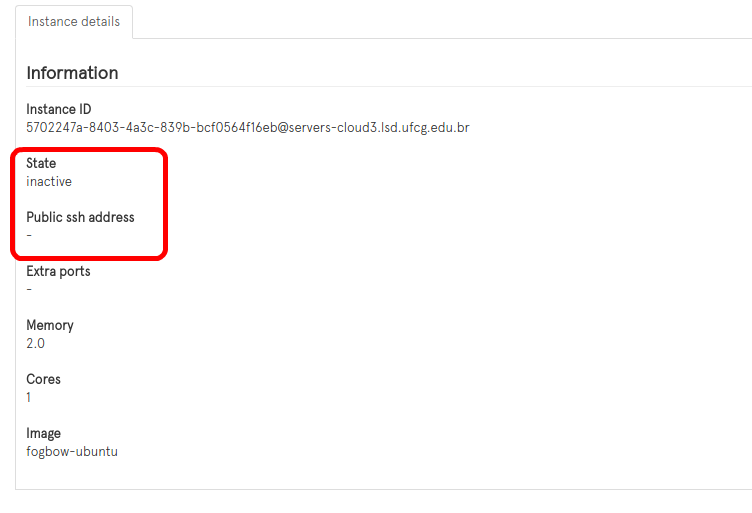 Instance details
Information
Instance ID
5702247a-8403-4a3c-839b-bcf0564f16eb@servers-cloud3.lsd.ufcg.edu.br
State
inactive
Public ssh address
-
Extra ports
-
Memory
2.0
Cores
1
Image
fogbow-ubuntu